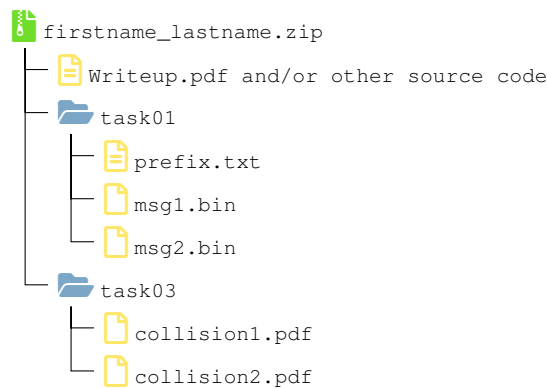 firstname_lastname.zip
Writeup.pdf and/or other source code
task01
prefix.txt
msg1.bin
msg2.bin
task03
collision1.pdf
collision2.pdf